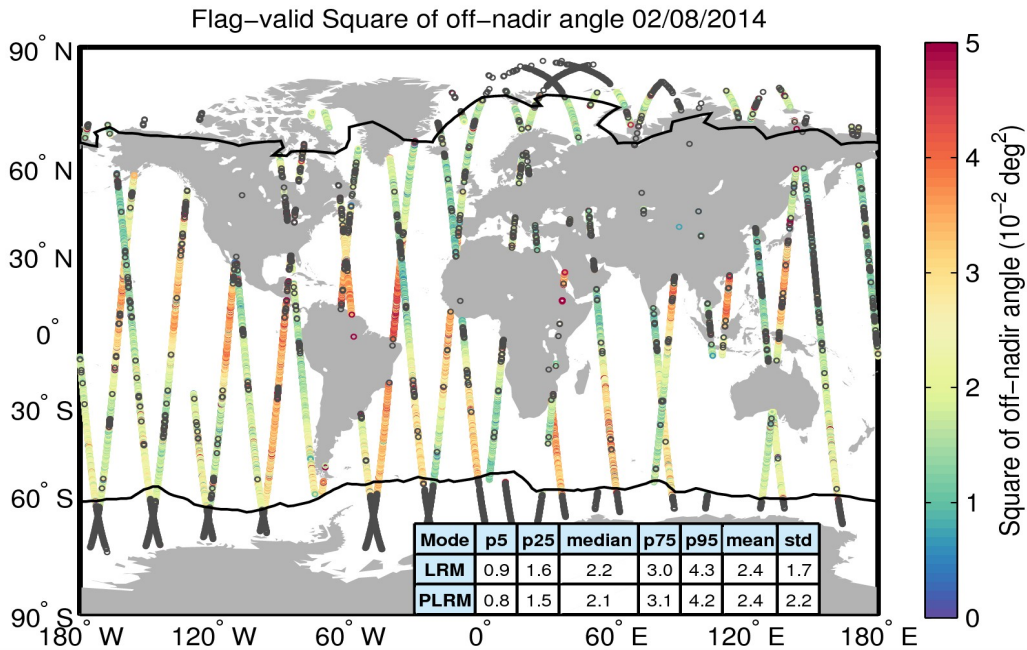 Flag−valid Square of off−nadir angle 02/08/2014
90° N
60° N
30° N
0°
30° S
60° S
90° S
180° W
120° W
60° W
0°
60° E
120° E
180° E
Mode p5 p25 median p75 p95 mean std
LRM 0.9 1.6 2.2 3.0 4.3 2.4 1.7
PLRM 0.8 1.5 2.1 3.1 4.2 2.4 2.2
5
4
3
2
1
0
Square of off−nadir angle (10⁻² deg²)